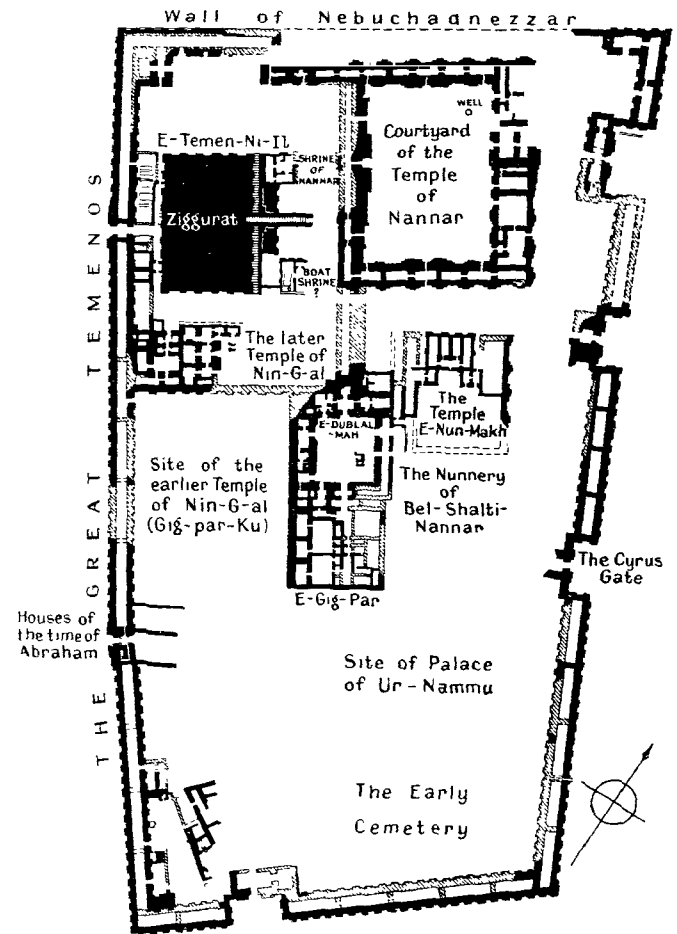 Wall of Nebuchadnezzar
WELL
Courtyard
of the
Temple
of
Nannar
E-Temen-Ni-Il
SHRINE
OF
NANNAR
Ziggurat
BOAT
SHRINE
?
The later
Temple of
Nin-G-al
The
Temple
E-Nun-Makh
E-DUBLAL
-MAH
Site of the
earlier Temple
of Nin-G-al
(Gig-par-Ku)
The Nunnery
of
Bel-Shalti-
Nannar
The Cyrus
Gate
E-Gig-Par
Houses of
the time of
Abraham
Site of Palace
of Ur-Nammu
The Early
Cemetery
THE GREAT TEMENOS